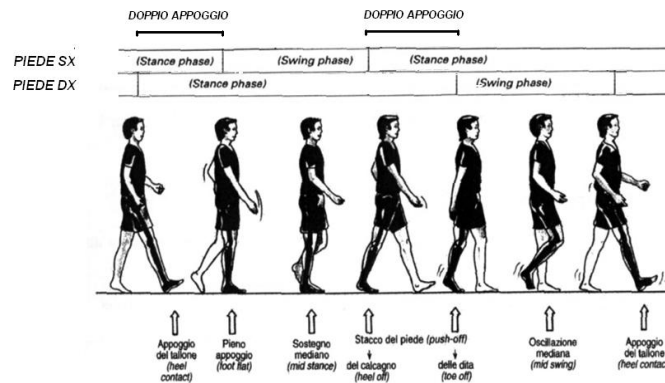 DOPPIO APPOGGIO DOPPIO APPOGGIO
PIEDE SX (Stance phase) (Swing phase) (Stance phase)
PIEDE DX (Stance phase) !Swing phase)
Appoggio del tallone (heel contact)
Pieno appoggio (foot flat)
Sostegno mediano (mid stance)
Stacco del piede (push-off)
del calcagno (heel off)
delle dita (toe off)
Oscillazione mediana (mid swing)
Appoggio del tallone (heel contact